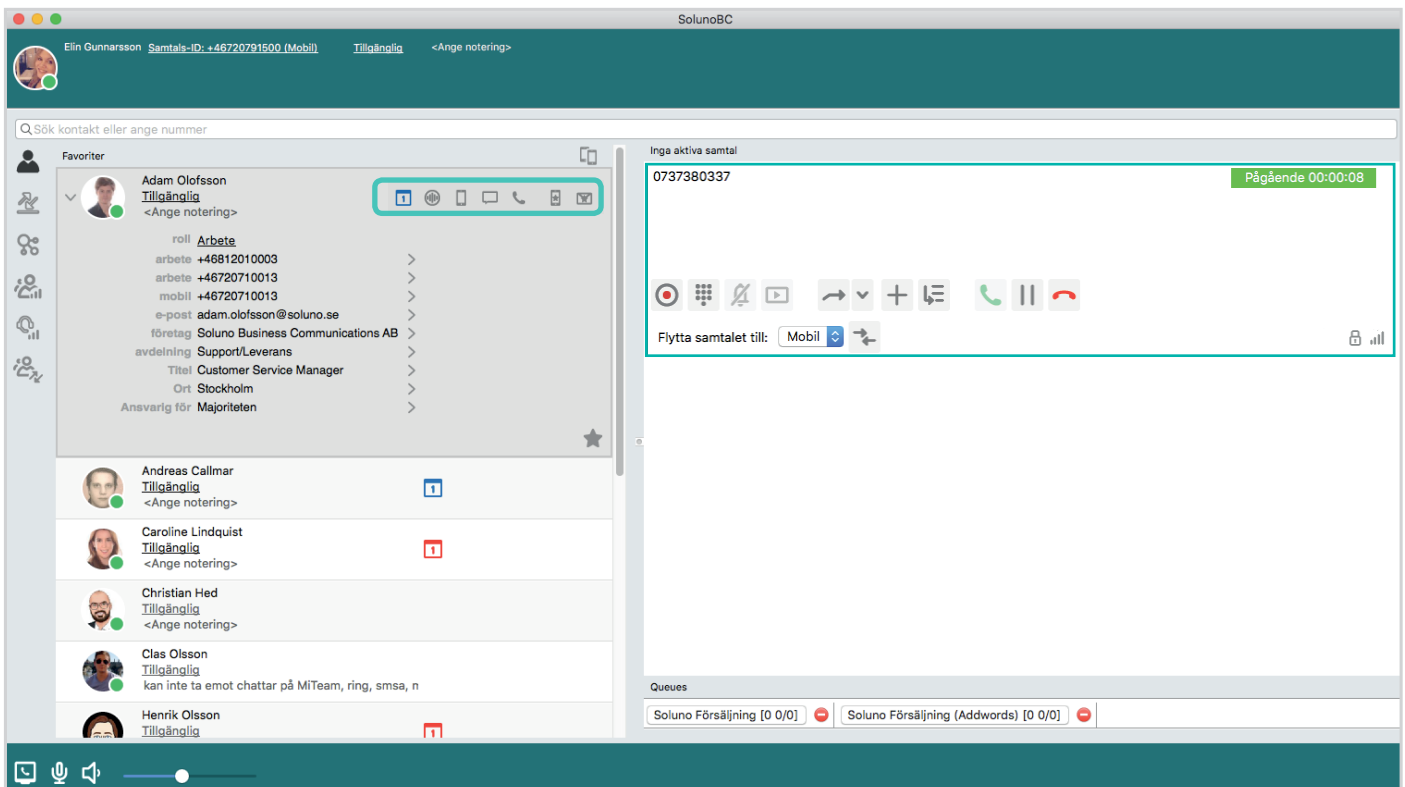 SolunoBC
Elin Gunnarsson Samtals-ID: +46720791500 (Mobil) Tillgänglig <Ange notering>
Sök kontakt eller ange nummer
Favoriter
Adam Olofsson
Tillgänglig
<Ange notering>
1
roll Arbete
arbete +46812010003
arbete +46720710013
mobil +46720710013
e-post adam.olofsson@soluno.se
företag Soluno Business Communications AB
avdelning Support/Leverans
Titel Customer Service Manager
Ort Stockholm
Ansvarig för Majoriteten
Andreas Callmar
Tillgänglig
<Ange notering>
1
Caroline Lindquist
Tillgänglig
<Ange notering>
1
Christian Hed
Tillgänglig
<Ange notering>
Clas Olsson
Tillgänglig
kan inte ta emot chattar på MiTeam, ring, smsa, n
Henrik Olsson
Tillgänglig
1
Inga aktiva samtal
0737380337
Pågående 00:00:08
Flytta samtalet till: Mobil
Queues
Soluno Försäljning [0 0/0] Soluno Försäljning (Addwords) [0 0/0]